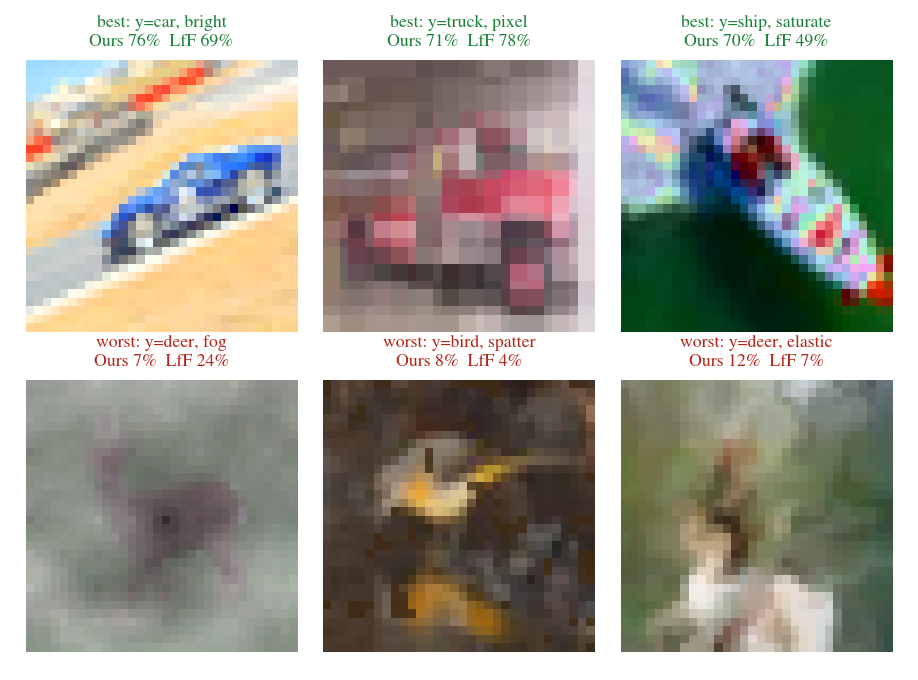 best: y=car, bright
Ours 76% LfF 69%
best: y=truck, pixel
Ours 71% LfF 78%
best: y=ship, saturate
Ours 70% LfF 49%
worst: y=deer, fog
Ours 7% LfF 24%
worst: y=bird, spatter
Ours 8% LfF 4%
worst: y=deer, elastic
Ours 12% LfF 7%